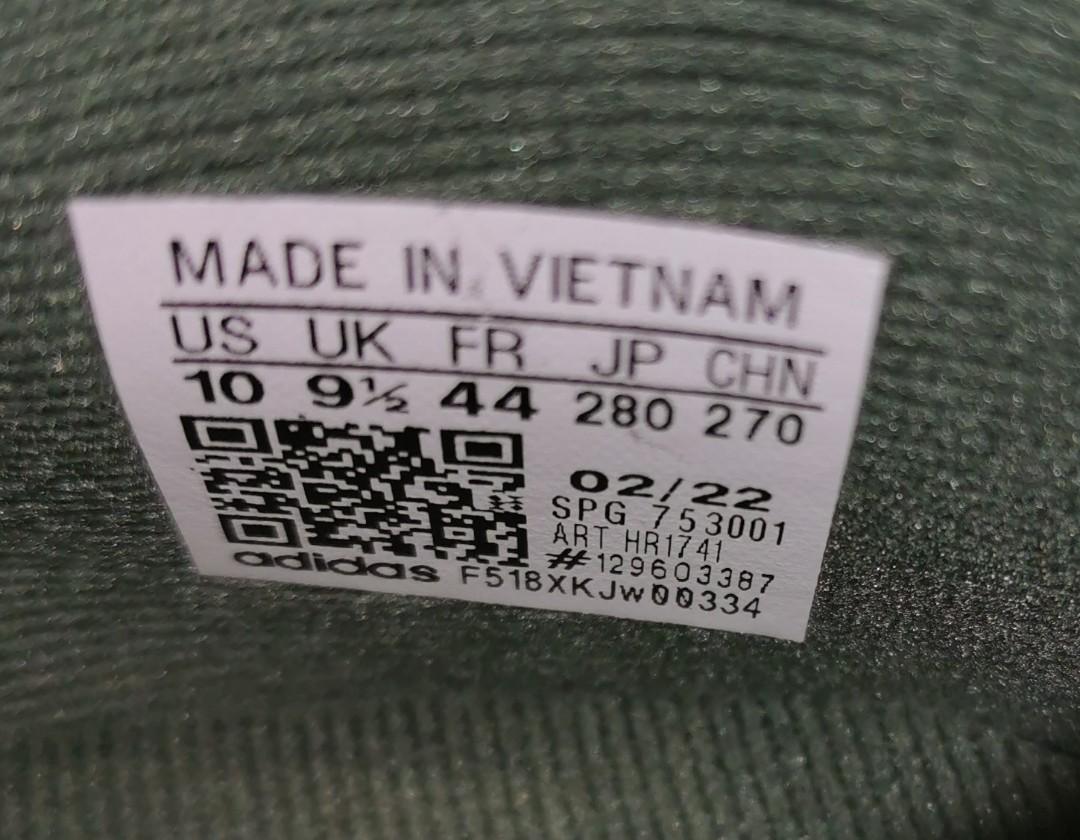 MADE IN VIETNAM
US UK FR JP CHN
10 9½ 44 280 270
02/22
SPG 753001
ART HR1741
#129603387
adidas F518XKJW00334